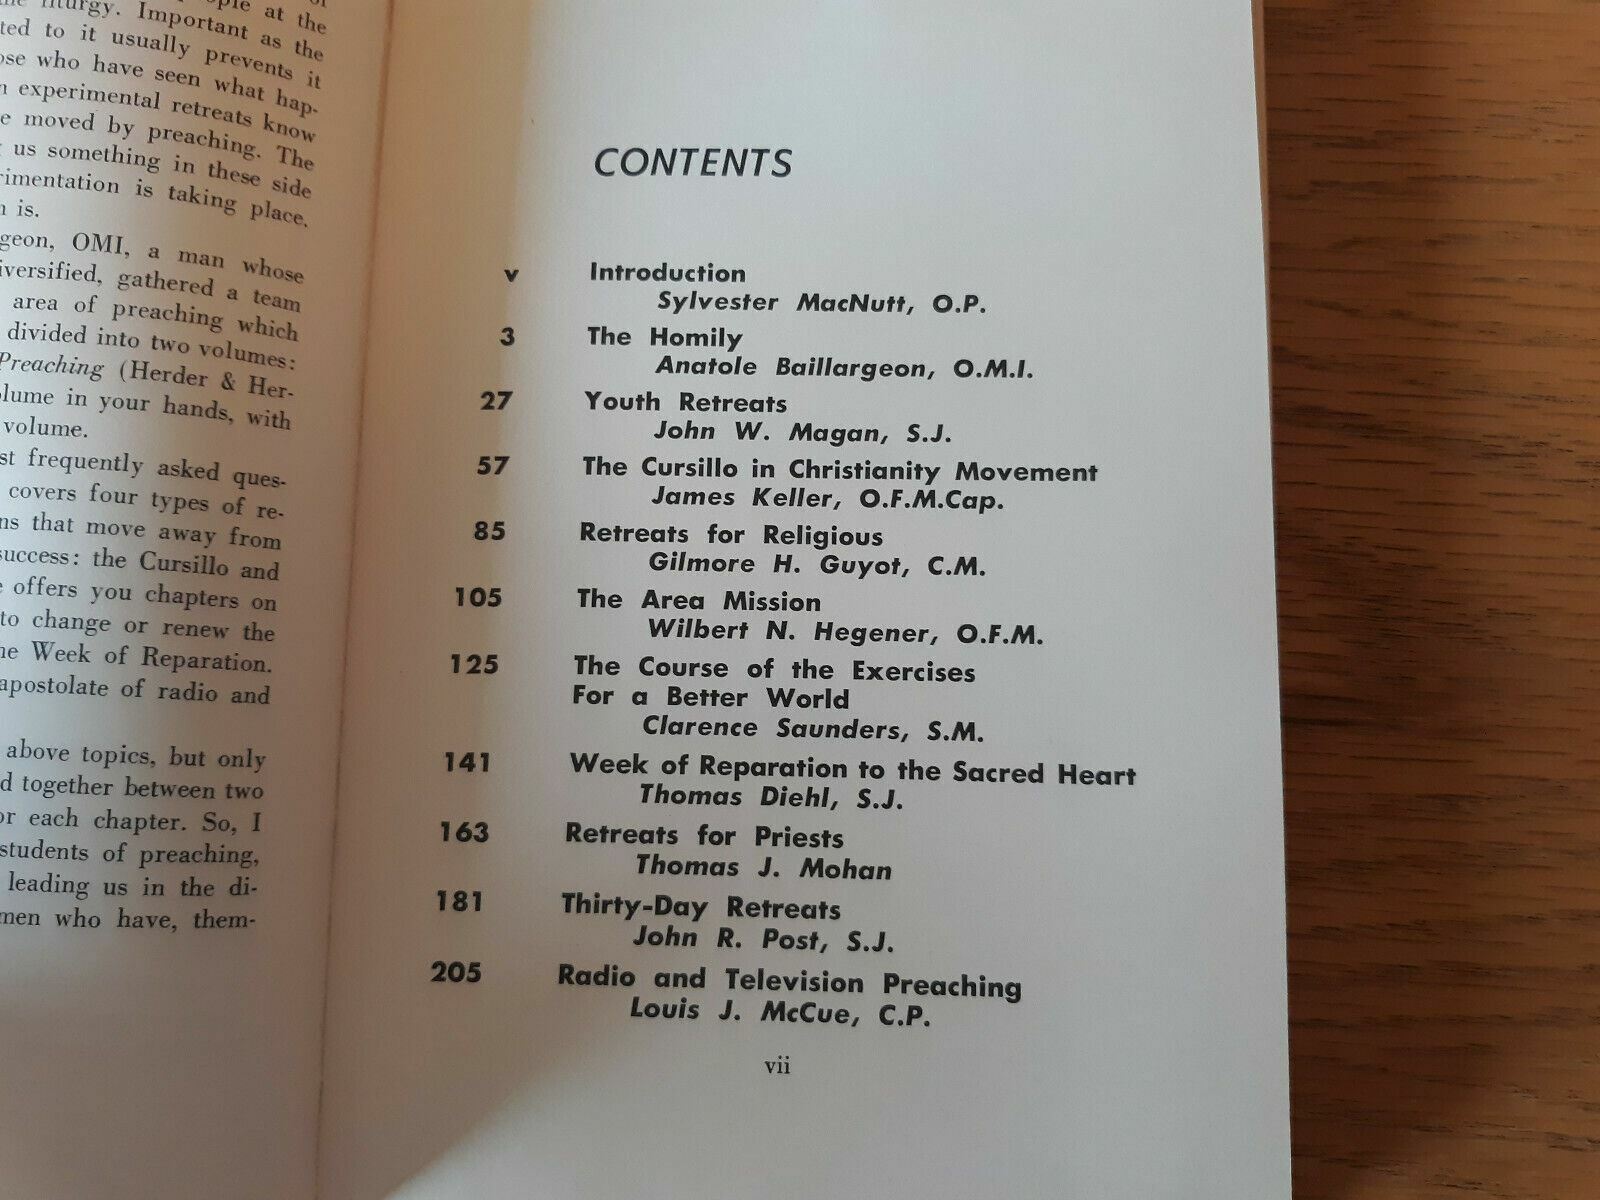 ople at the
liturgy. Important as the
ted to it usually prevents it
ose who have seen what hap-
n experimental retreats know
e moved by preaching. The
g us something in these side
rimentation is taking place.
n is.
geon, OMI, a man whose
iversified, gathered a team
area of preaching which
divided into two volumes:
Preaching (Herder & Her-
lume in your hands, with
volume.
st frequently asked ques-
covers four types of re-
ns that move away from
success: the Cursillo and
e offers you chapters on
to change or renew the
ne Week of Reparation.
apostolate of radio and
above topics, but only
d together between two
or each chapter. So, I
students of preaching,
leading us in the di-
men who have, them-
CONTENTS
v Introduction
Sylvester MacNutt, O.P.
3 The Homily
Anatole Baillargeon, O.M.I.
27 Youth Retreats
John W. Magan, S.J.
57 The Cursillo in Christianity Movement
James Keller, O.F.M.Cap.
85 Retreats for Religious
Gilmore H. Guyot, C.M.
105 The Area Mission
Wilbert N. Hegener, O.F.M.
125 The Course of the Exercises
For a Better World
Clarence Saunders, S.M.
141 Week of Reparation to the Sacred Heart
Thomas Diehl, S.J.
163 Retreats for Priests
Thomas J. Mohan
181 Thirty-Day Retreats
John R. Post, S.J.
205 Radio and Television Preaching
Louis J. McCue, C.P.
vii